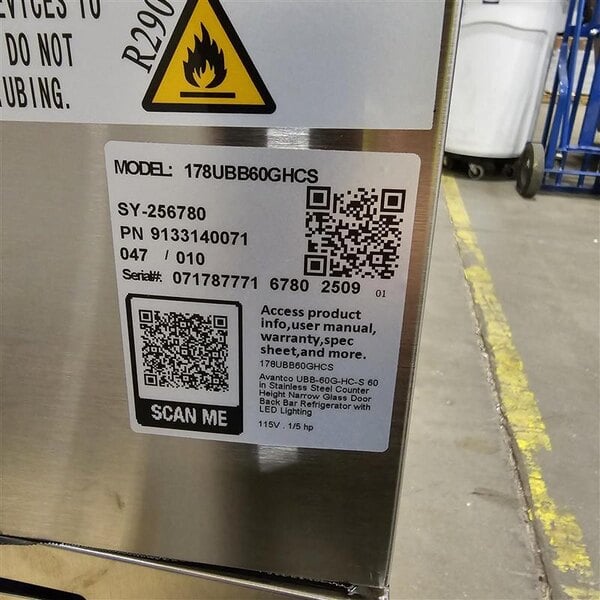 DEVICES TO
DO NOT
UBING.
R290
MODEL: 178UBB60GHCS
SY-256780
PN 9133140071
047 / 010
Serial#: 071787771 6780 2509 01
SCAN ME
Access product
info,user manual,
warranty,spec
sheet,and more.
178UBB60GHCS
Avantco UBB-60G-HC-S 60
in Stainless Steel Counter
Height Narrow Glass Door
Back Bar Refrigerator with
LED Lighting
115V . 1/5 hp